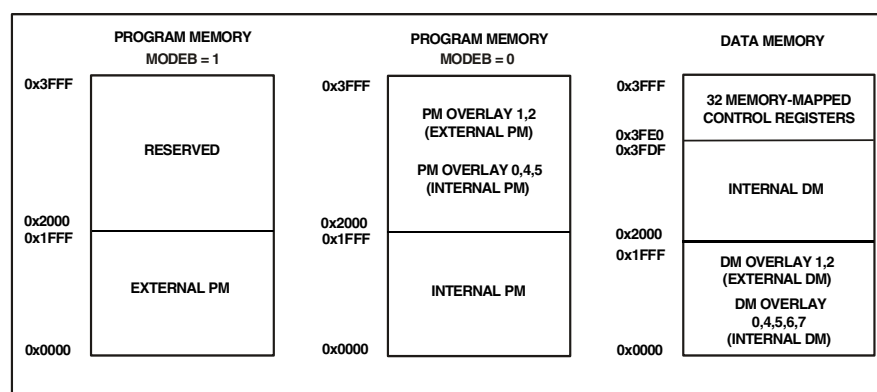 PROGRAM MEMORY
MODEB = 1
0x3FFF
RESERVED
0x2000
0x1FFF
EXTERNAL PM
0x0000
PROGRAM MEMORY
MODEB = 0
0x3FFF
PM OVERLAY 1,2
(EXTERNAL PM)
PM OVERLAY 0,4,5
(INTERNAL PM)
0x2000
0x1FFF
INTERNAL PM
0x0000
DATA MEMORY
0x3FFF
32 MEMORY-MAPPED
CONTROL REGISTERS
0x3FE0
0x3FDF
INTERNAL DM
0x2000
0x1FFF
DM OVERLAY 1,2
(EXTERNAL DM)
DM OVERLAY
0,4,5,6,7
(INTERNAL DM)
0x0000